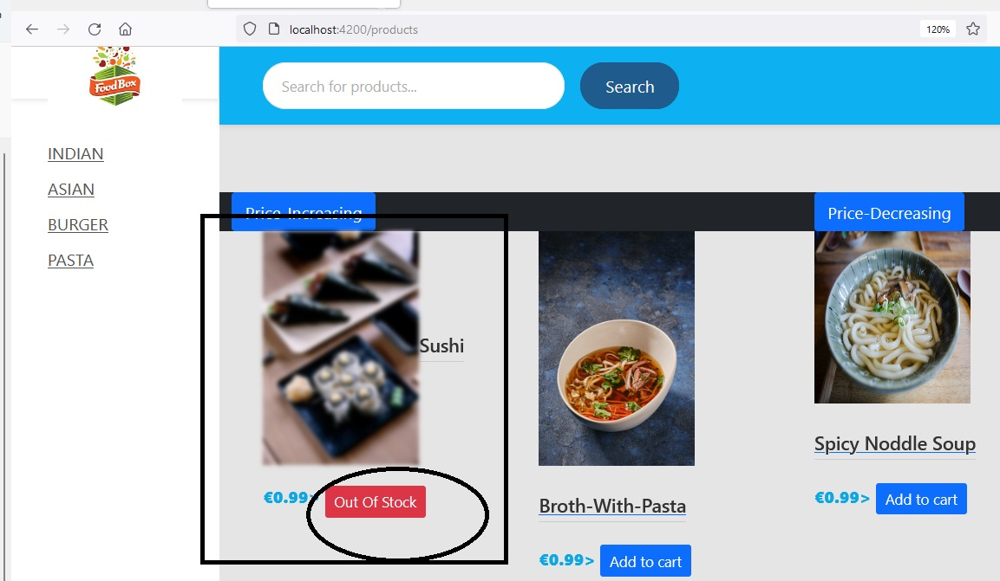 localhost:4200/products
120%
FoodBox
Search for products...
Search
INDIAN
ASIAN
BURGER
PASTA
Price-Increasing
Price-Decreasing
Sushi
€0.99>
Out Of Stock
Broth-With-Pasta
€0.99>
Add to cart
Spicy Noddle Soup
€0.99>
Add to cart